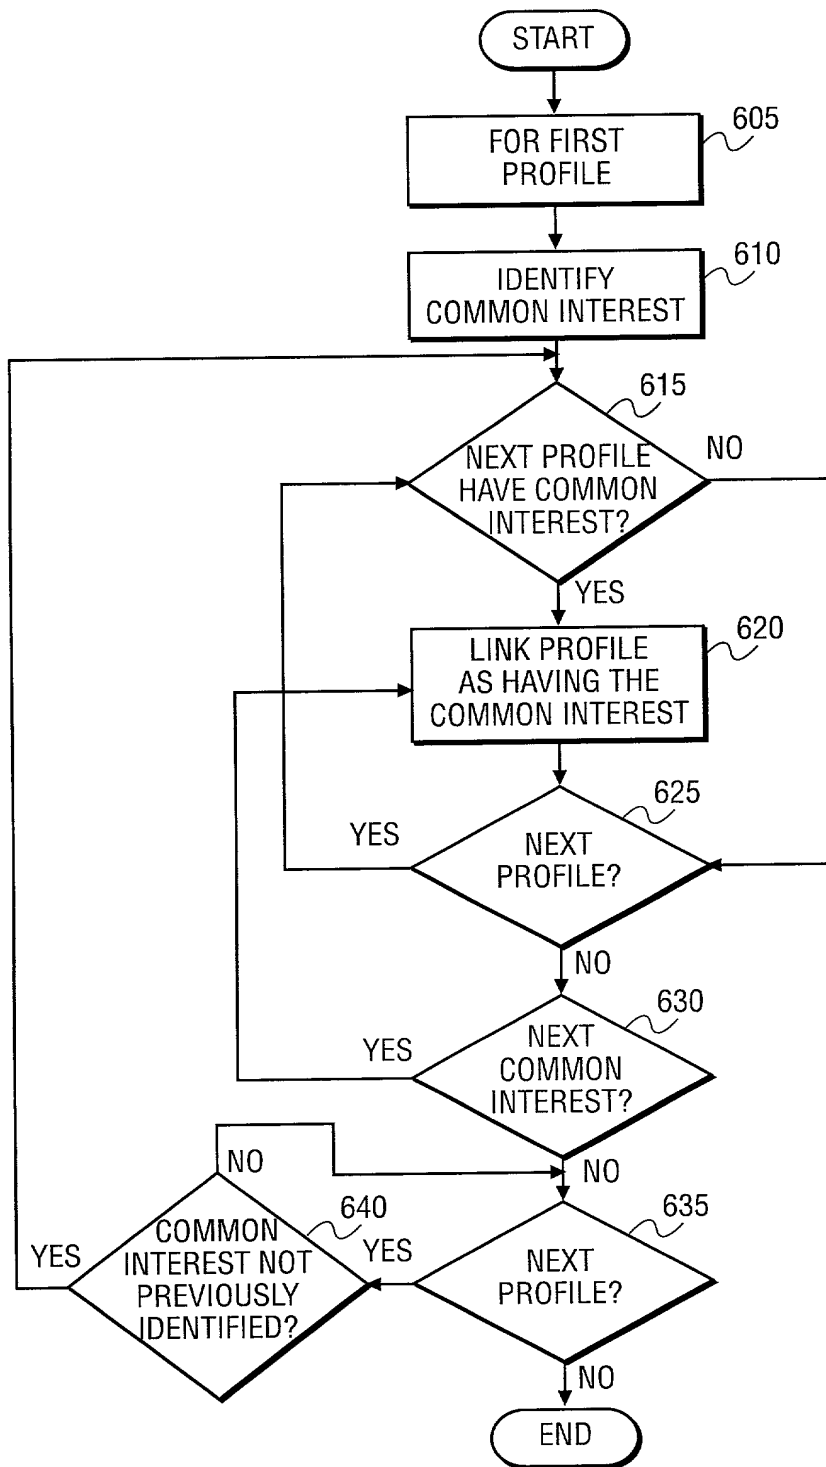 START
FOR FIRST
PROFILE
605
IDENTIFY
COMMON INTEREST
610
615
NEXT PROFILE
HAVE COMMON
INTEREST?
NO
YES
LINK PROFILE
AS HAVING THE
COMMON INTEREST
620
625
YES
NEXT
PROFILE?
NO
630
YES
NEXT
COMMON
INTEREST?
NO
NO
640
635
YES
COMMON
INTEREST NOT
PREVIOUSLY
IDENTIFIED?
YES
NEXT
PROFILE?
NO
END